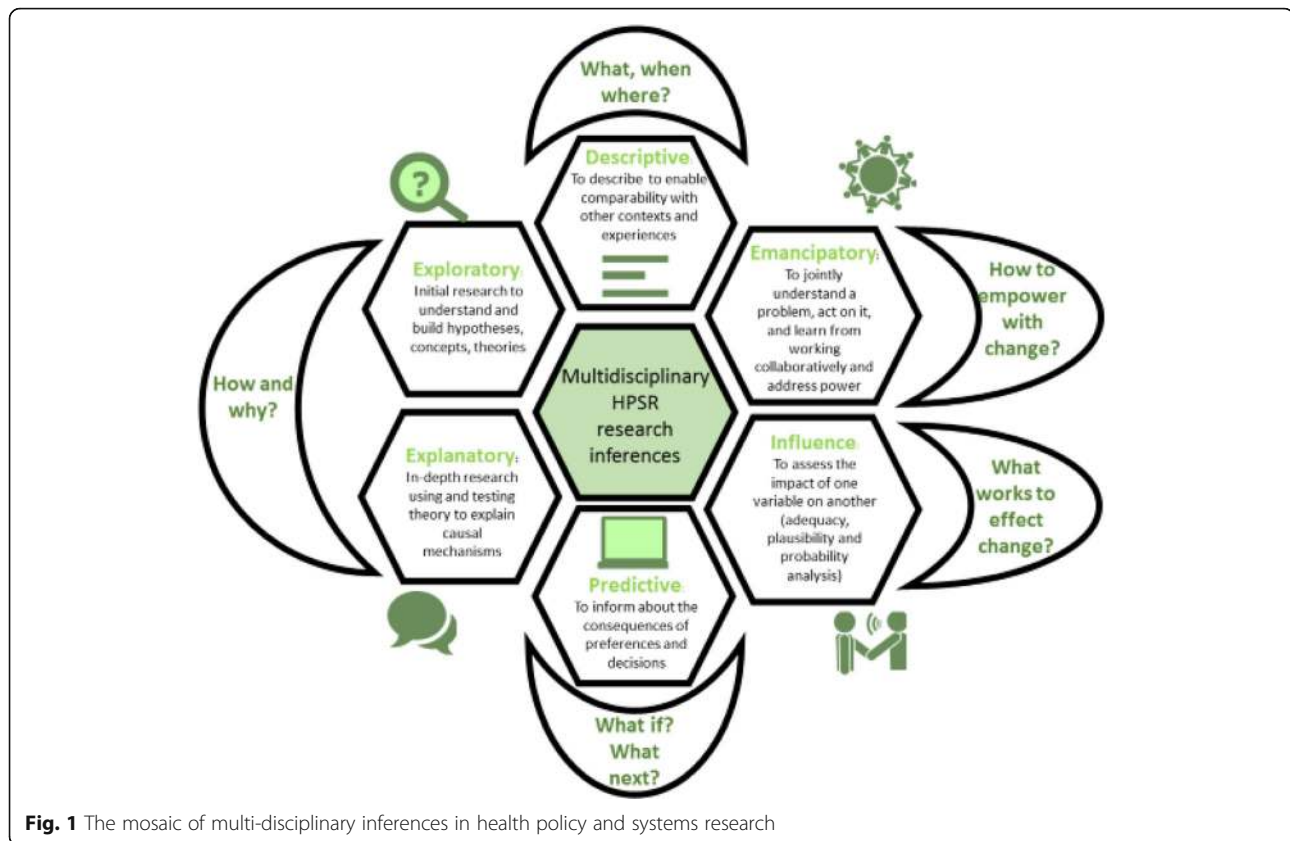 What, when
where?
Descriptive:
To describe to enable
comparability with
other contexts and
experiences
?
Exploratory:
Initial research to
understand and
build hypotheses,
concepts, theories
Emancipatory:
To jointly
understand a
problem, act on it,
and learn from
working
collaboratively and
address power
How to
empower
with
change?
How and
why?
Multidisciplinary
HPSR
research
inferences
Explanatory:
In-depth research
using and testing
theory to explain
causal
mechanisms
Influence:
To assess the
impact of one
variable on another
(adequacy,
plausibility and
probability
analysis)
What
works to
effect
change?
Predictive:
To inform about the
consequences of
preferences and
decisions
What if?
What
next?
Fig. 1 The mosaic of multi-disciplinary inferences in health policy and systems research